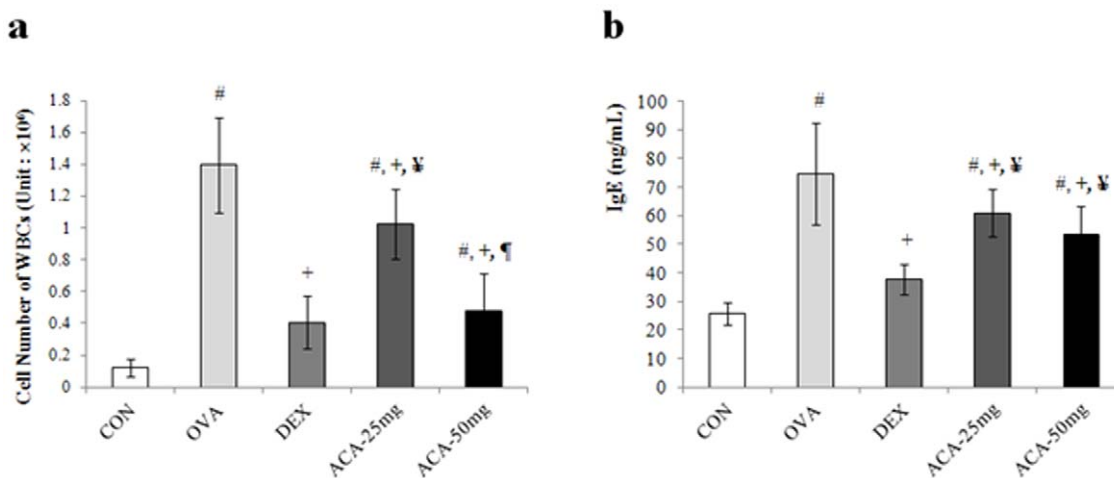 a
Cell Number of WBCs (Unit : ×10⁶)
1.8
1.6
1.4
1.2
1
0.8
0.6
0.4
0.2
0
#
+
#, +, ¥
#, +, ¶
CON
OVA
DEX
ACA-25mg
ACA-50mg
b
IgE (ng/mL)
100
90
80
70
60
50
40
30
20
10
0
#
+
#, +, ¥
#, +, ¥
CON
OVA
DEX
ACA-25mg
ACA-50mg